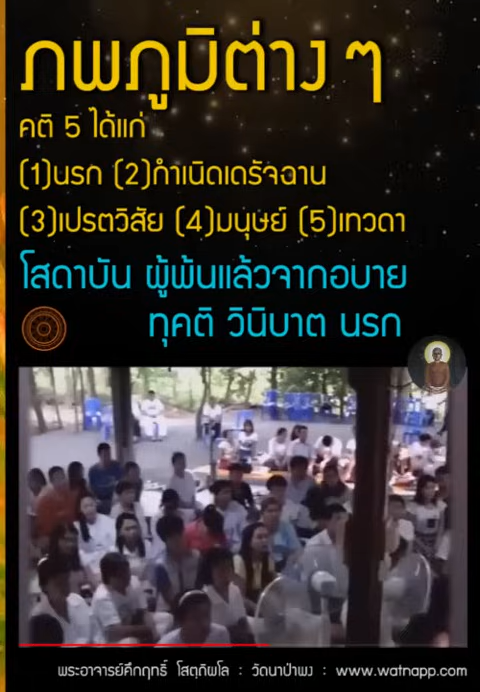 ภพภูมิต่าง ๆ
คติ 5 ได้แก่
(1)นรก (2)กำเนิดเดรัจฉาน
(3)เปรตวิสัย (4)มนุษย์ (5)เทวดา
โสดาบัน ผู้พ้นแล้วจากอบาย
ทุคติ วินิบาต นรก
พระอาจารย์คึกฤทธิ์ โสตฺถิผโล : วัดนาป่าพง : www.watnapp.com